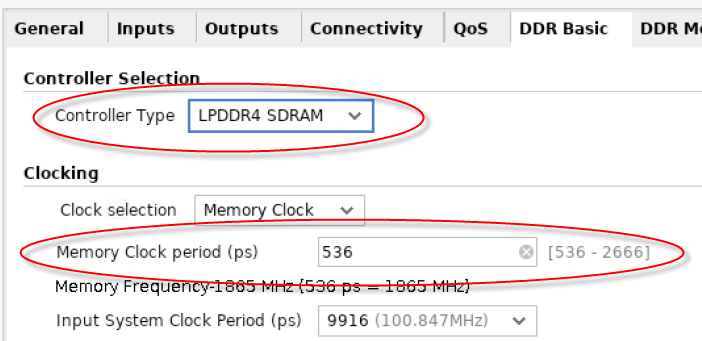 General Inputs Outputs Connectivity QoS DDR Basic DDR
Controller Selection
Controller Type LPDDR4 SDRAM
Clocking
Clock selection Memory Clock
Memory Clock period (ps) 536 [536 - 2666]
Memory Frequency-1865 MHz (536 ps = 1865 MHz)
Input System Clock Period (ps) 9916 (100.847MHz)